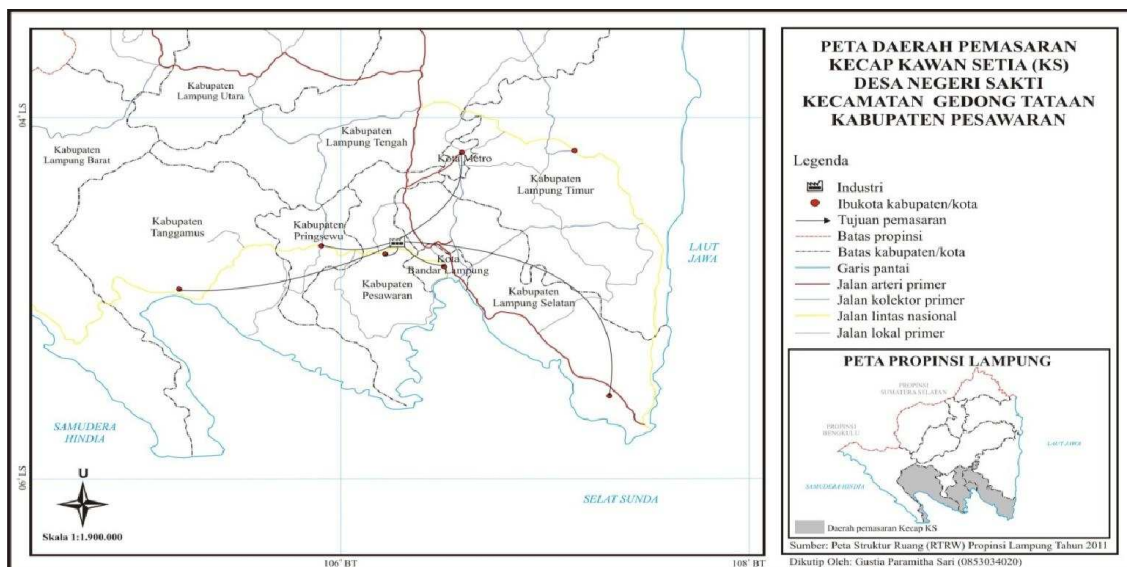 Kabupaten
Lampung Utara
04° LS
Kabupaten
Lampung Barat
Kabupaten
Lampung Tengah
Kota Metro
Kabupaten
Lampung Timur
Kabupaten
Tanggamus
Kabupaten
Pringsewu
Kota
Bandar Lampung
Kabupaten
Pesawaran
Kabupaten
Lampung Selatan
LAUT
JAWA
SAMUDERA
HINDIA
SELAT SUNDA
06° LS
U
Skala 1:1.900.000
106° BT
108° BT
PETA DAERAH PEMASARAN
KECAP KAWAN SETIA (KS)
DESA NEGERI SAKTI
KECAMATAN GEDONG TATAAN
KABUPATEN PESAWARAN
Legenda
Industri
Ibukota kabupaten/kota
Tujuan pemasaran
Batas propinsi
Batas kabupaten/kota
Garis pantai
Jalan arteri primer
Jalan kolektor primer
Jalan lintas nasional
Jalan lokal primer
PETA PROPINSI LAMPUNG
PROPINSI
SUMATERA SELATAN
PROPINSI
BENGKULU
LAUT JAWA
SAMUDERA HINDIA
Daerah pemasaran Kecap KS
Sumber: Peta Struktur Ruang (RTRW) Propinsi Lampung Tahun 2011
Dikutip Oleh: Gustia Paramitha Sari (0853034020)